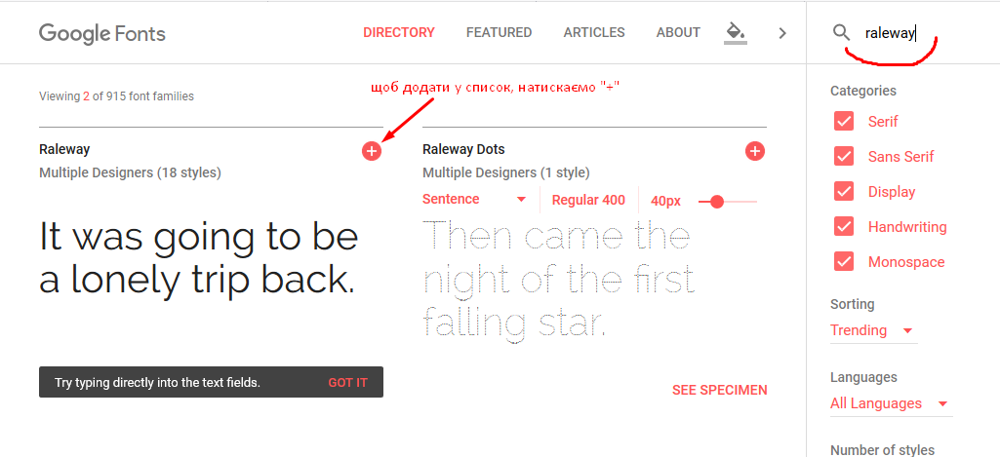 Google Fonts
DIRECTORY
FEATURED
ARTICLES
ABOUT
raleway
Viewing 2 of 915 font families
щоб додати у список, натискаємо "+"
Raleway
Multiple Designers (18 styles)
It was going to be
a lonely trip back.
Try typing directly into the text fields.
GOT IT
Raleway Dots
Multiple Designers (1 style)
Sentence
Regular 400
40px
Then came the
night of the first
falling star.
SEE SPECIMEN
Categories
Serif
Sans Serif
Display
Handwriting
Monospace
Sorting
Trending
Languages
All Languages
Number of styles